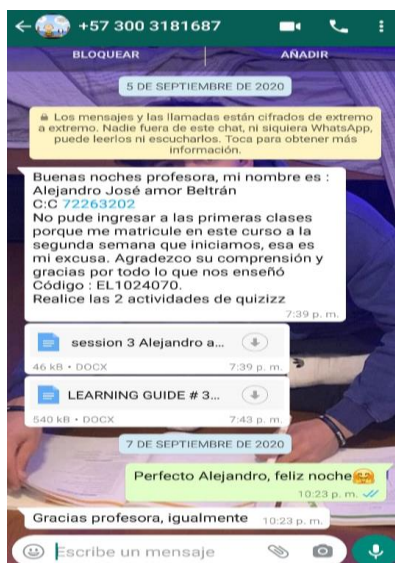 +57 300 3181687
BLOQUEAR
AÑADIR
5 DE SEPTIEMBRE DE 2020
Los mensajes y las llamadas están cifrados de extremo
a extremo. Nadie fuera de este chat, ni siquiera WhatsApp,
puede leerlos ni escucharlos. Toca para obtener más
información.
Buenas noches profesora, mi nombre es :
Alejandro José amor Beltrán
C:C 72263202
No pude ingresar a las primeras clases
porque me matricule en este curso a la
segunda semana que iniciamos, esa es
mi excusa. Agradezco su comprensión y
gracias por todo lo que nos enseñó
Código : EL1024070.
Realice las 2 actividades de quizizz
7:39 p. m.
session 3 Alejandro a...
46 kB • DOCX
7:39 p. m.
LEARNING GUIDE # 3...
540 kB • DOCX
7:43 p. m.
7 DE SEPTIEMBRE DE 2020
Perfecto Alejandro, feliz noche🤗
10:23 p. m.
Gracias profesora, igualmente
10:23 p. m.
Escribe un mensaje